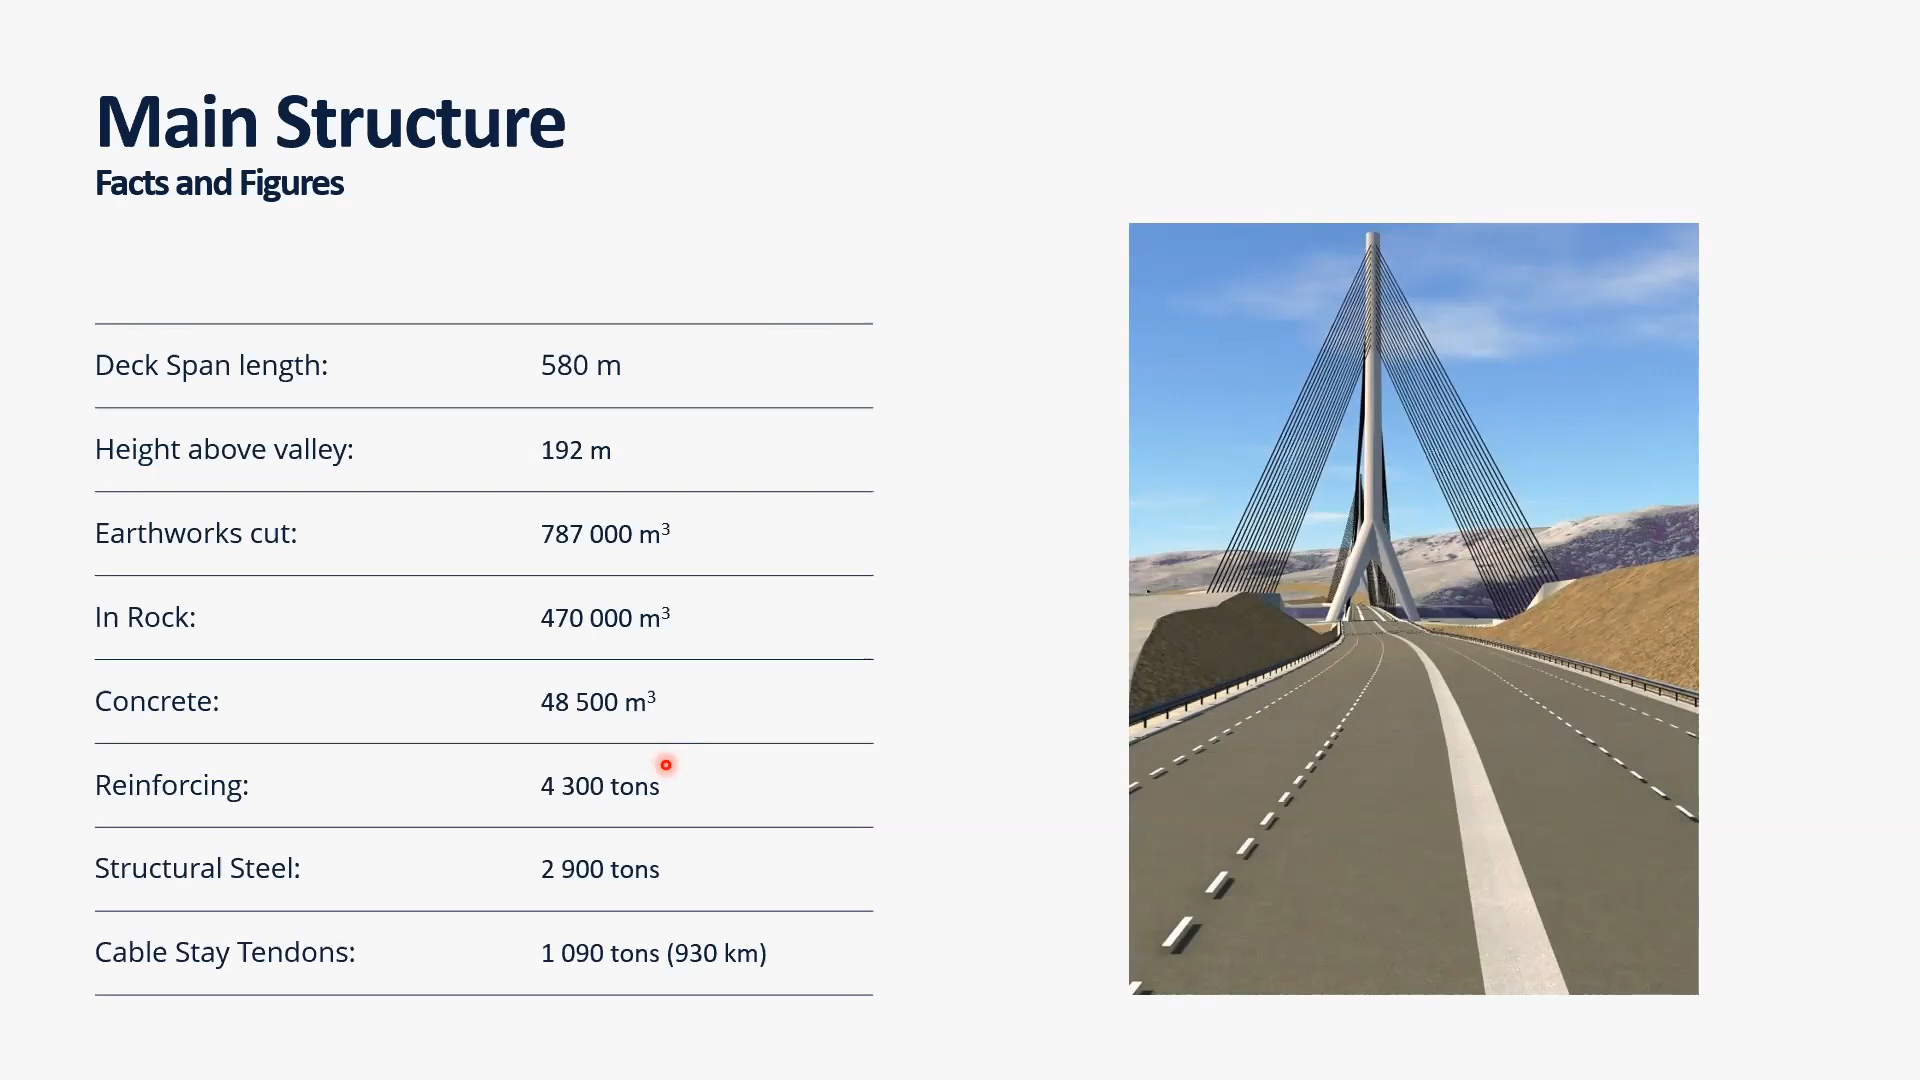 Main Structure
Facts and Figures
Deck Span length: 580 m
Height above valley: 192 m
Earthworks cut: 787 000 m³
In Rock: 470 000 m³
Concrete: 48 500 m³
Reinforcing: 4 300 tons
Structural Steel: 2 900 tons
Cable Stay Tendons: 1 090 tons (930 km)